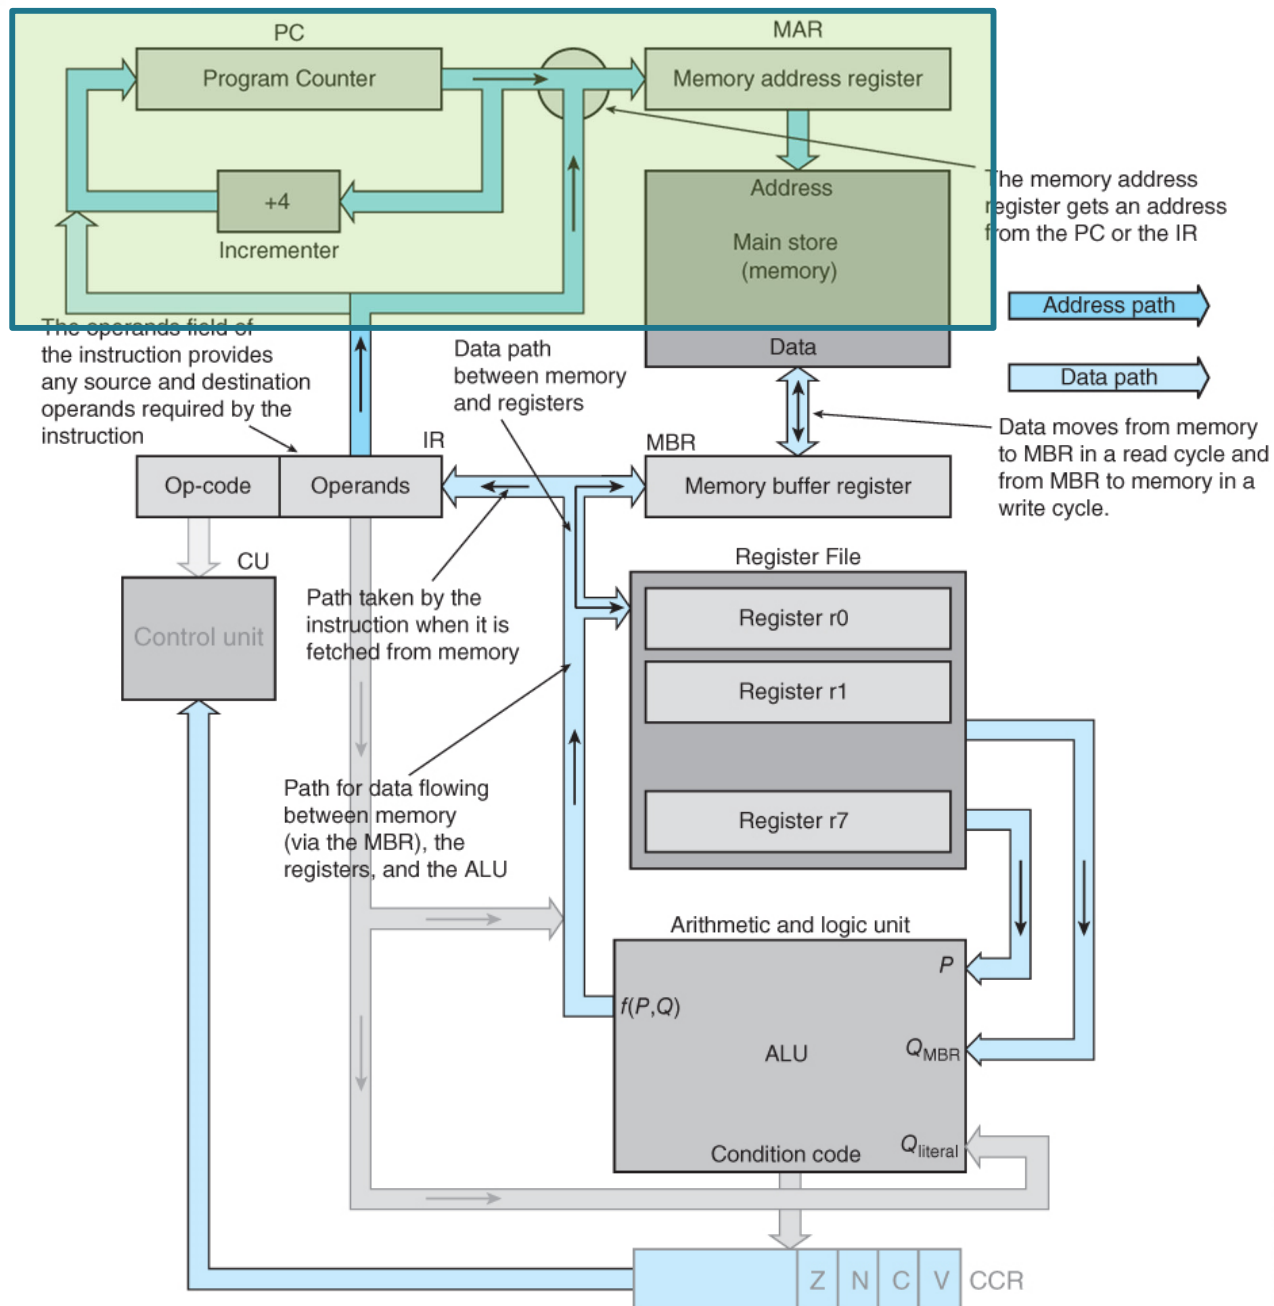 PC
MAR
Program Counter
Memory address register
+4
Incrementer
Address
Main store
(memory)
Data
The memory address
register gets an address
from the PC or the IR
Address path
Data path
The operands field of
the instruction provides
any source and destination
operands required by the
instruction
Data path
between memory
and registers
Data moves from memory
to MBR in a read cycle and
from MBR to memory in a
write cycle.
IR
MBR
Op-code
Operands
Memory buffer register
CU
Control unit
Path taken by the
instruction when it is
fetched from memory
Register File
Register r0
Register r1
Register r7
Path for data flowing
between memory
(via the MBR), the
registers, and the ALU
Arithmetic and logic unit
P
f(P,Q)
ALU
QMBR
Qliteral
Condition code
Z N C V CCR